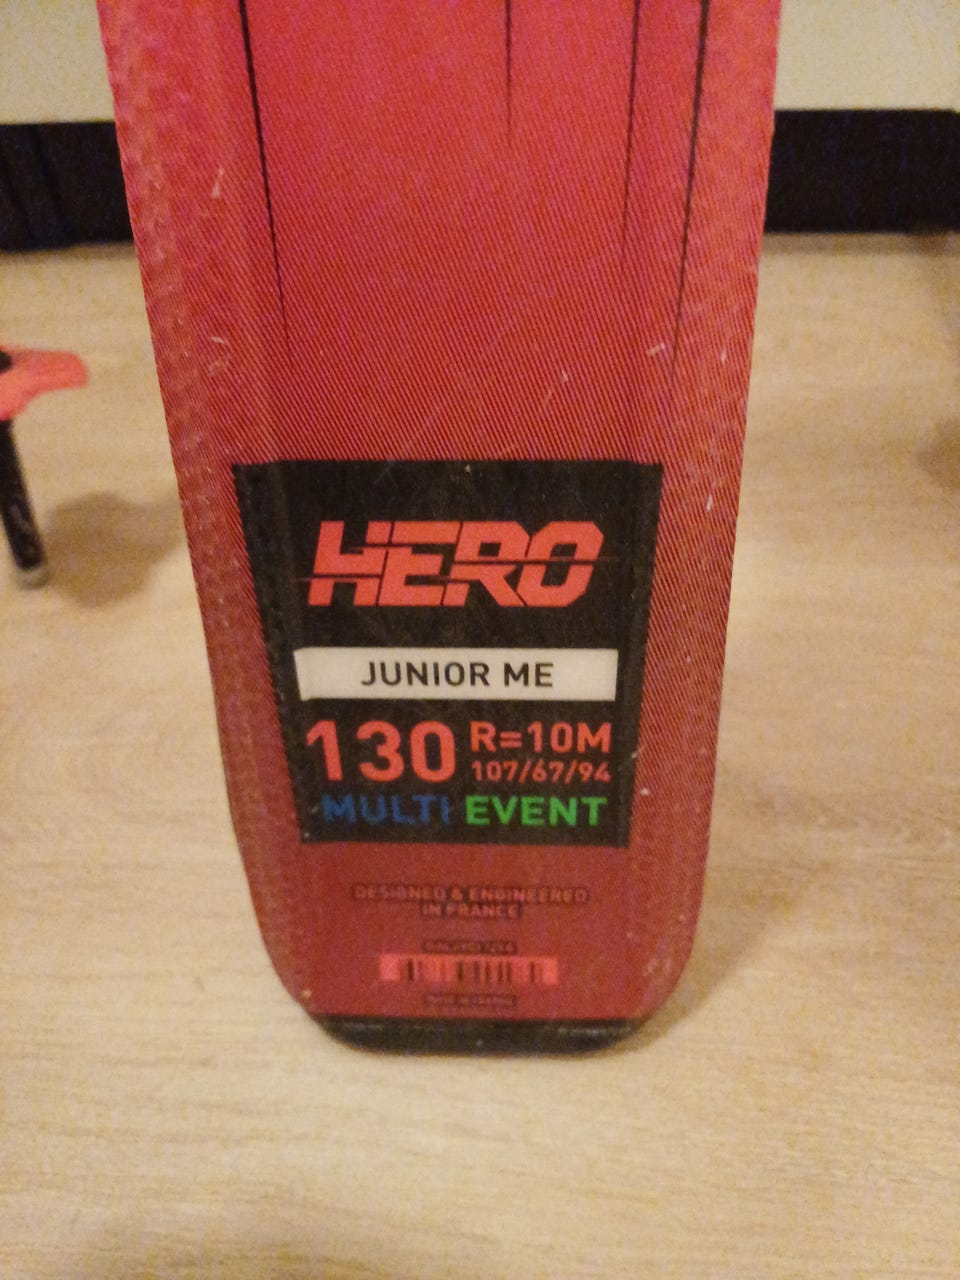 HERO
JUNIOR ME
130 R=10M
107/67/94
MULTI EVENT
DESIGNED & ENGINEERED
IN FRANCE